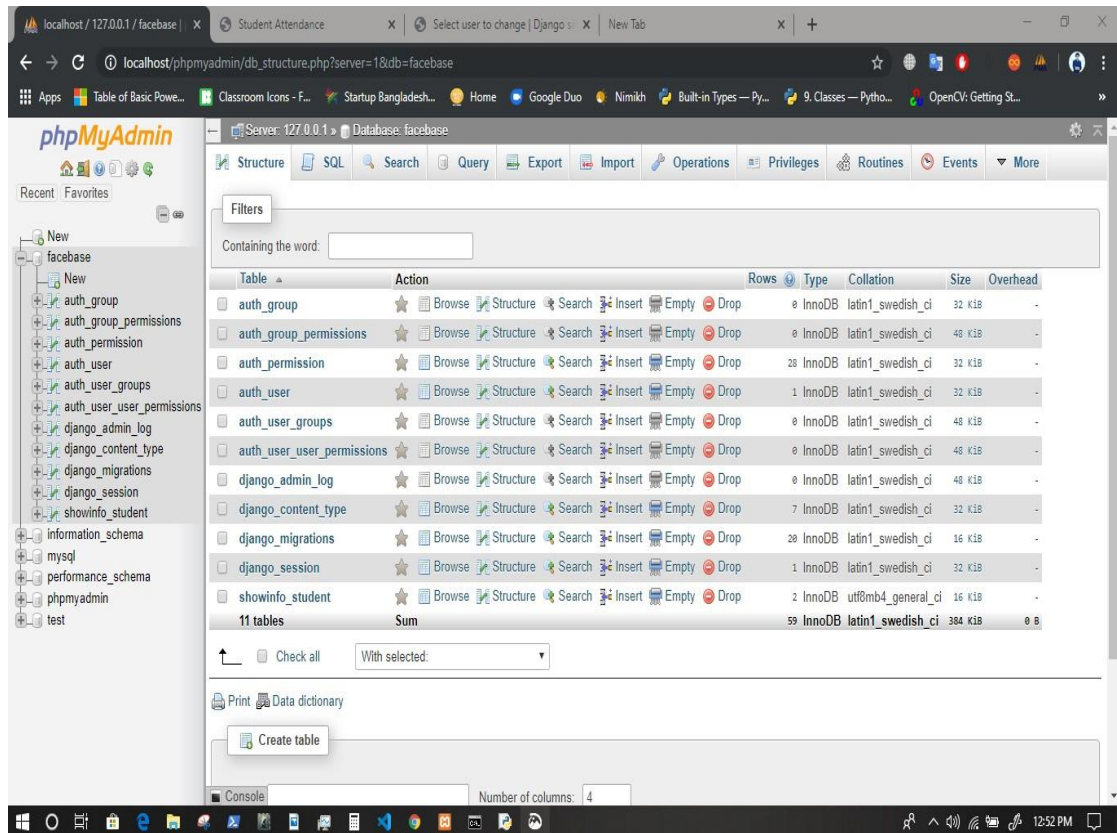 localhost / 127.0.0.1 / facebase |
Student Attendance
Select user to change | Django s
New Tab
localhost/phpmyadmin/db_structure.php?server=1&db=facebase
Apps
Table of Basic Powe...
Classroom Icons - F...
Startup Bangladesh...
Home
Google Duo
Nimikh
Built-in Types — Py...
9. Classes — Pytho...
OpenCV: Getting St...
»
phpMyAdmin
Recent Favorites
New
facebase
New
auth_group
auth_group_permissions
auth_permission
auth_user
auth_user_groups
auth_user_user_permissions
django_admin_log
django_content_type
django_migrations
django_session
showinfo_student
information_schema
mysql
performance_schema
phpmyadmin
test
Server: 127.0.0.1 » Database: facebase
Structure SQL Search Query Export Import Operations Privileges Routines Events More
Filters
Containing the word:
Table Action Rows Type Collation Size Overhead
auth_group Browse Structure Search Insert Empty Drop 0 InnoDB latin1_swedish_ci 32 KiB -
auth_group_permissions Browse Structure Search Insert Empty Drop 0 InnoDB latin1_swedish_ci 48 KiB -
auth_permission Browse Structure Search Insert Empty Drop 28 InnoDB latin1_swedish_ci 32 KiB -
auth_user Browse Structure Search Insert Empty Drop 1 InnoDB latin1_swedish_ci 32 KiB -
auth_user_groups Browse Structure Search Insert Empty Drop 0 InnoDB latin1_swedish_ci 48 KiB -
auth_user_user_permissions Browse Structure Search Insert Empty Drop 0 InnoDB latin1_swedish_ci 48 KiB -
django_admin_log Browse Structure Search Insert Empty Drop 0 InnoDB latin1_swedish_ci 48 KiB -
django_content_type Browse Structure Search Insert Empty Drop 7 InnoDB latin1_swedish_ci 32 KiB -
django_migrations Browse Structure Search Insert Empty Drop 20 InnoDB latin1_swedish_ci 16 KiB -
django_session Browse Structure Search Insert Empty Drop 1 InnoDB latin1_swedish_ci 32 KiB -
showinfo_student Browse Structure Search Insert Empty Drop 2 InnoDB utf8mb4_general_ci 16 KiB -
11 tables Sum 59 InnoDB latin1_swedish_ci 384 KiB 0 B
Check all With selected:
Print Data dictionary
Create table
Console
Number of columns: 4
12:52 PM